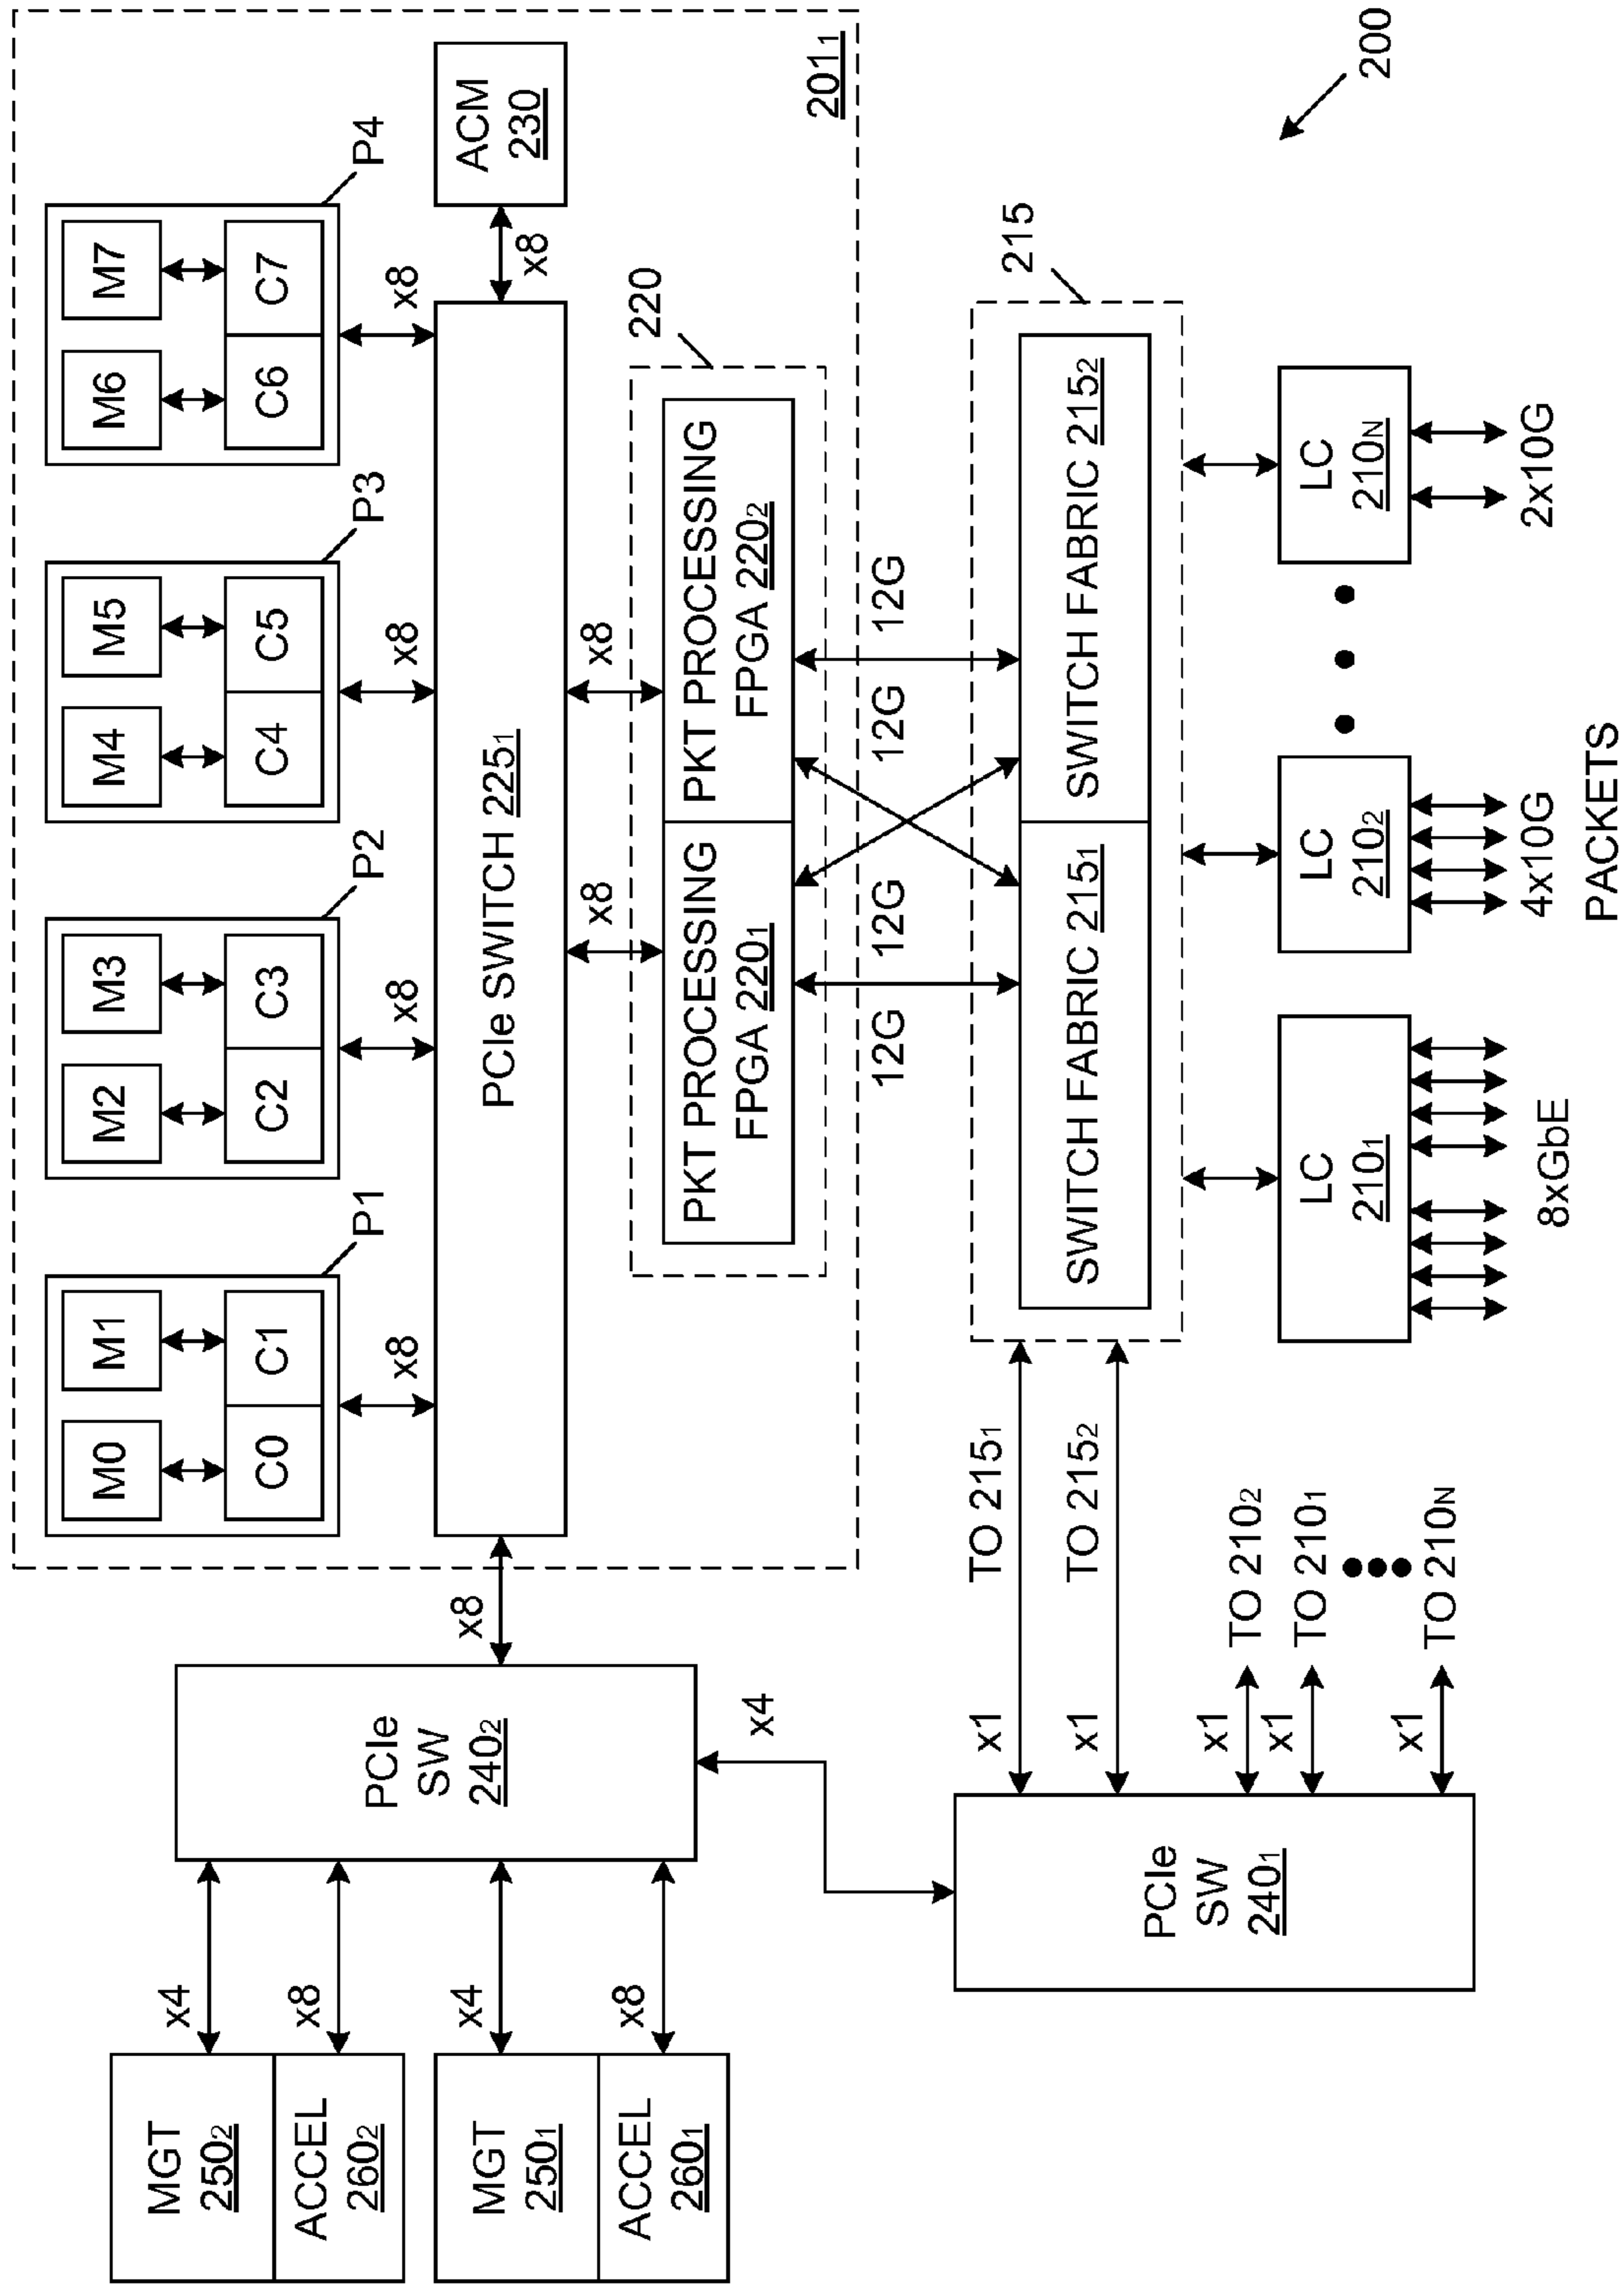 M0
M1
C0
C1
P1
M2
M3
C2
C3
P2
M4
M5
C4
C5
P3
M6
M7
C6
C7
P4
x8
x8
x8
x8
MGT
250₂
x4
ACCEL
260₂
x8
MGT
250₁
x4
ACCEL
260₁
x8
PCIe
SW
240₂
x8
PCIe SWITCH 225₁
x8
ACM
230
x8
x8
220
PKT PROCESSING
FPGA 220₁
PKT PROCESSING
FPGA 220₂
201₁
x4
12G
12G
12G
12G
215
SWITCH FABRIC 215₁
SWITCH FABRIC 215₂
PCIe
SW
240₁
x1
TO 215₁
x1
TO 215₂
x1
TO 210₂
x1
TO 210₁
x1
TO 210N
LC
210₁
LC
210₂
LC
210N
8xGbE
4x10G
2x10G
PACKETS
200